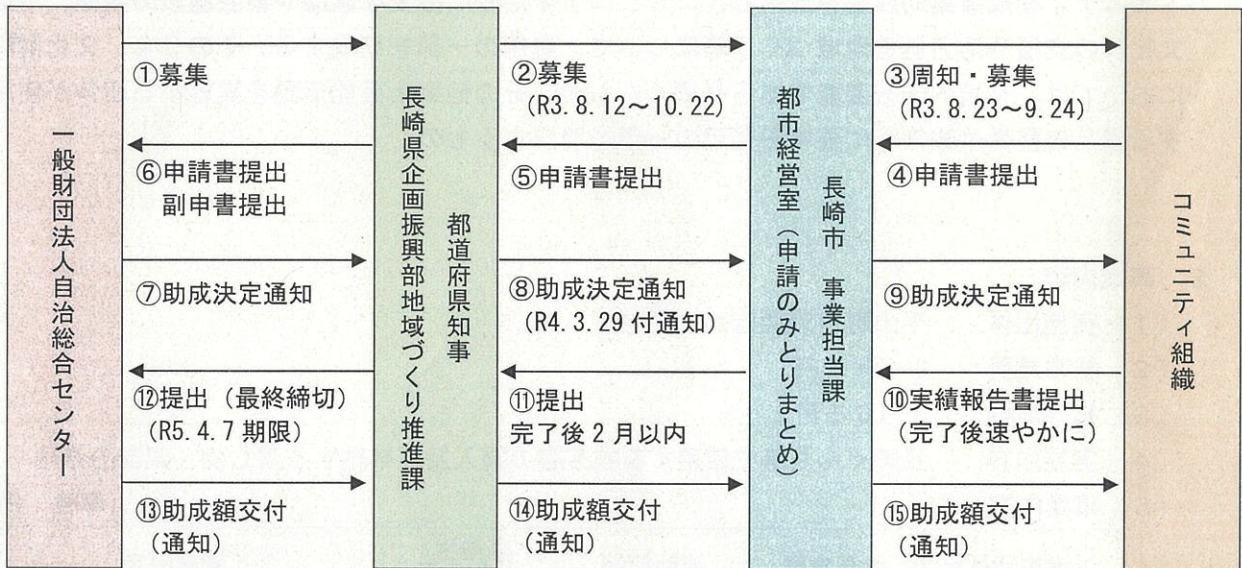 一般財団法人自治総合センター
①募集
⑥申請書提出
副申書提出
⑦助成決定通知
⑫提出（最終締切）
(R5.4.7期限)
⑬助成額交付
（通知）
都道府県知事
長崎県企画振興部地域づくり推進課
②募集
(R3.8.12～10.22)
⑤申請書提出
⑧助成決定通知
(R4.3.29付通知)
⑪提出
完了後2月以内
⑭助成額交付
（通知）
長崎市　事業担当課
都市経営室（申請のみとりまとめ）
③周知・募集
(R3.8.23～9.24)
④申請書提出
⑨助成決定通知
⑩実績報告書提出
（完了後速やかに）
⑮助成額交付
（通知）
コミュニティ組織